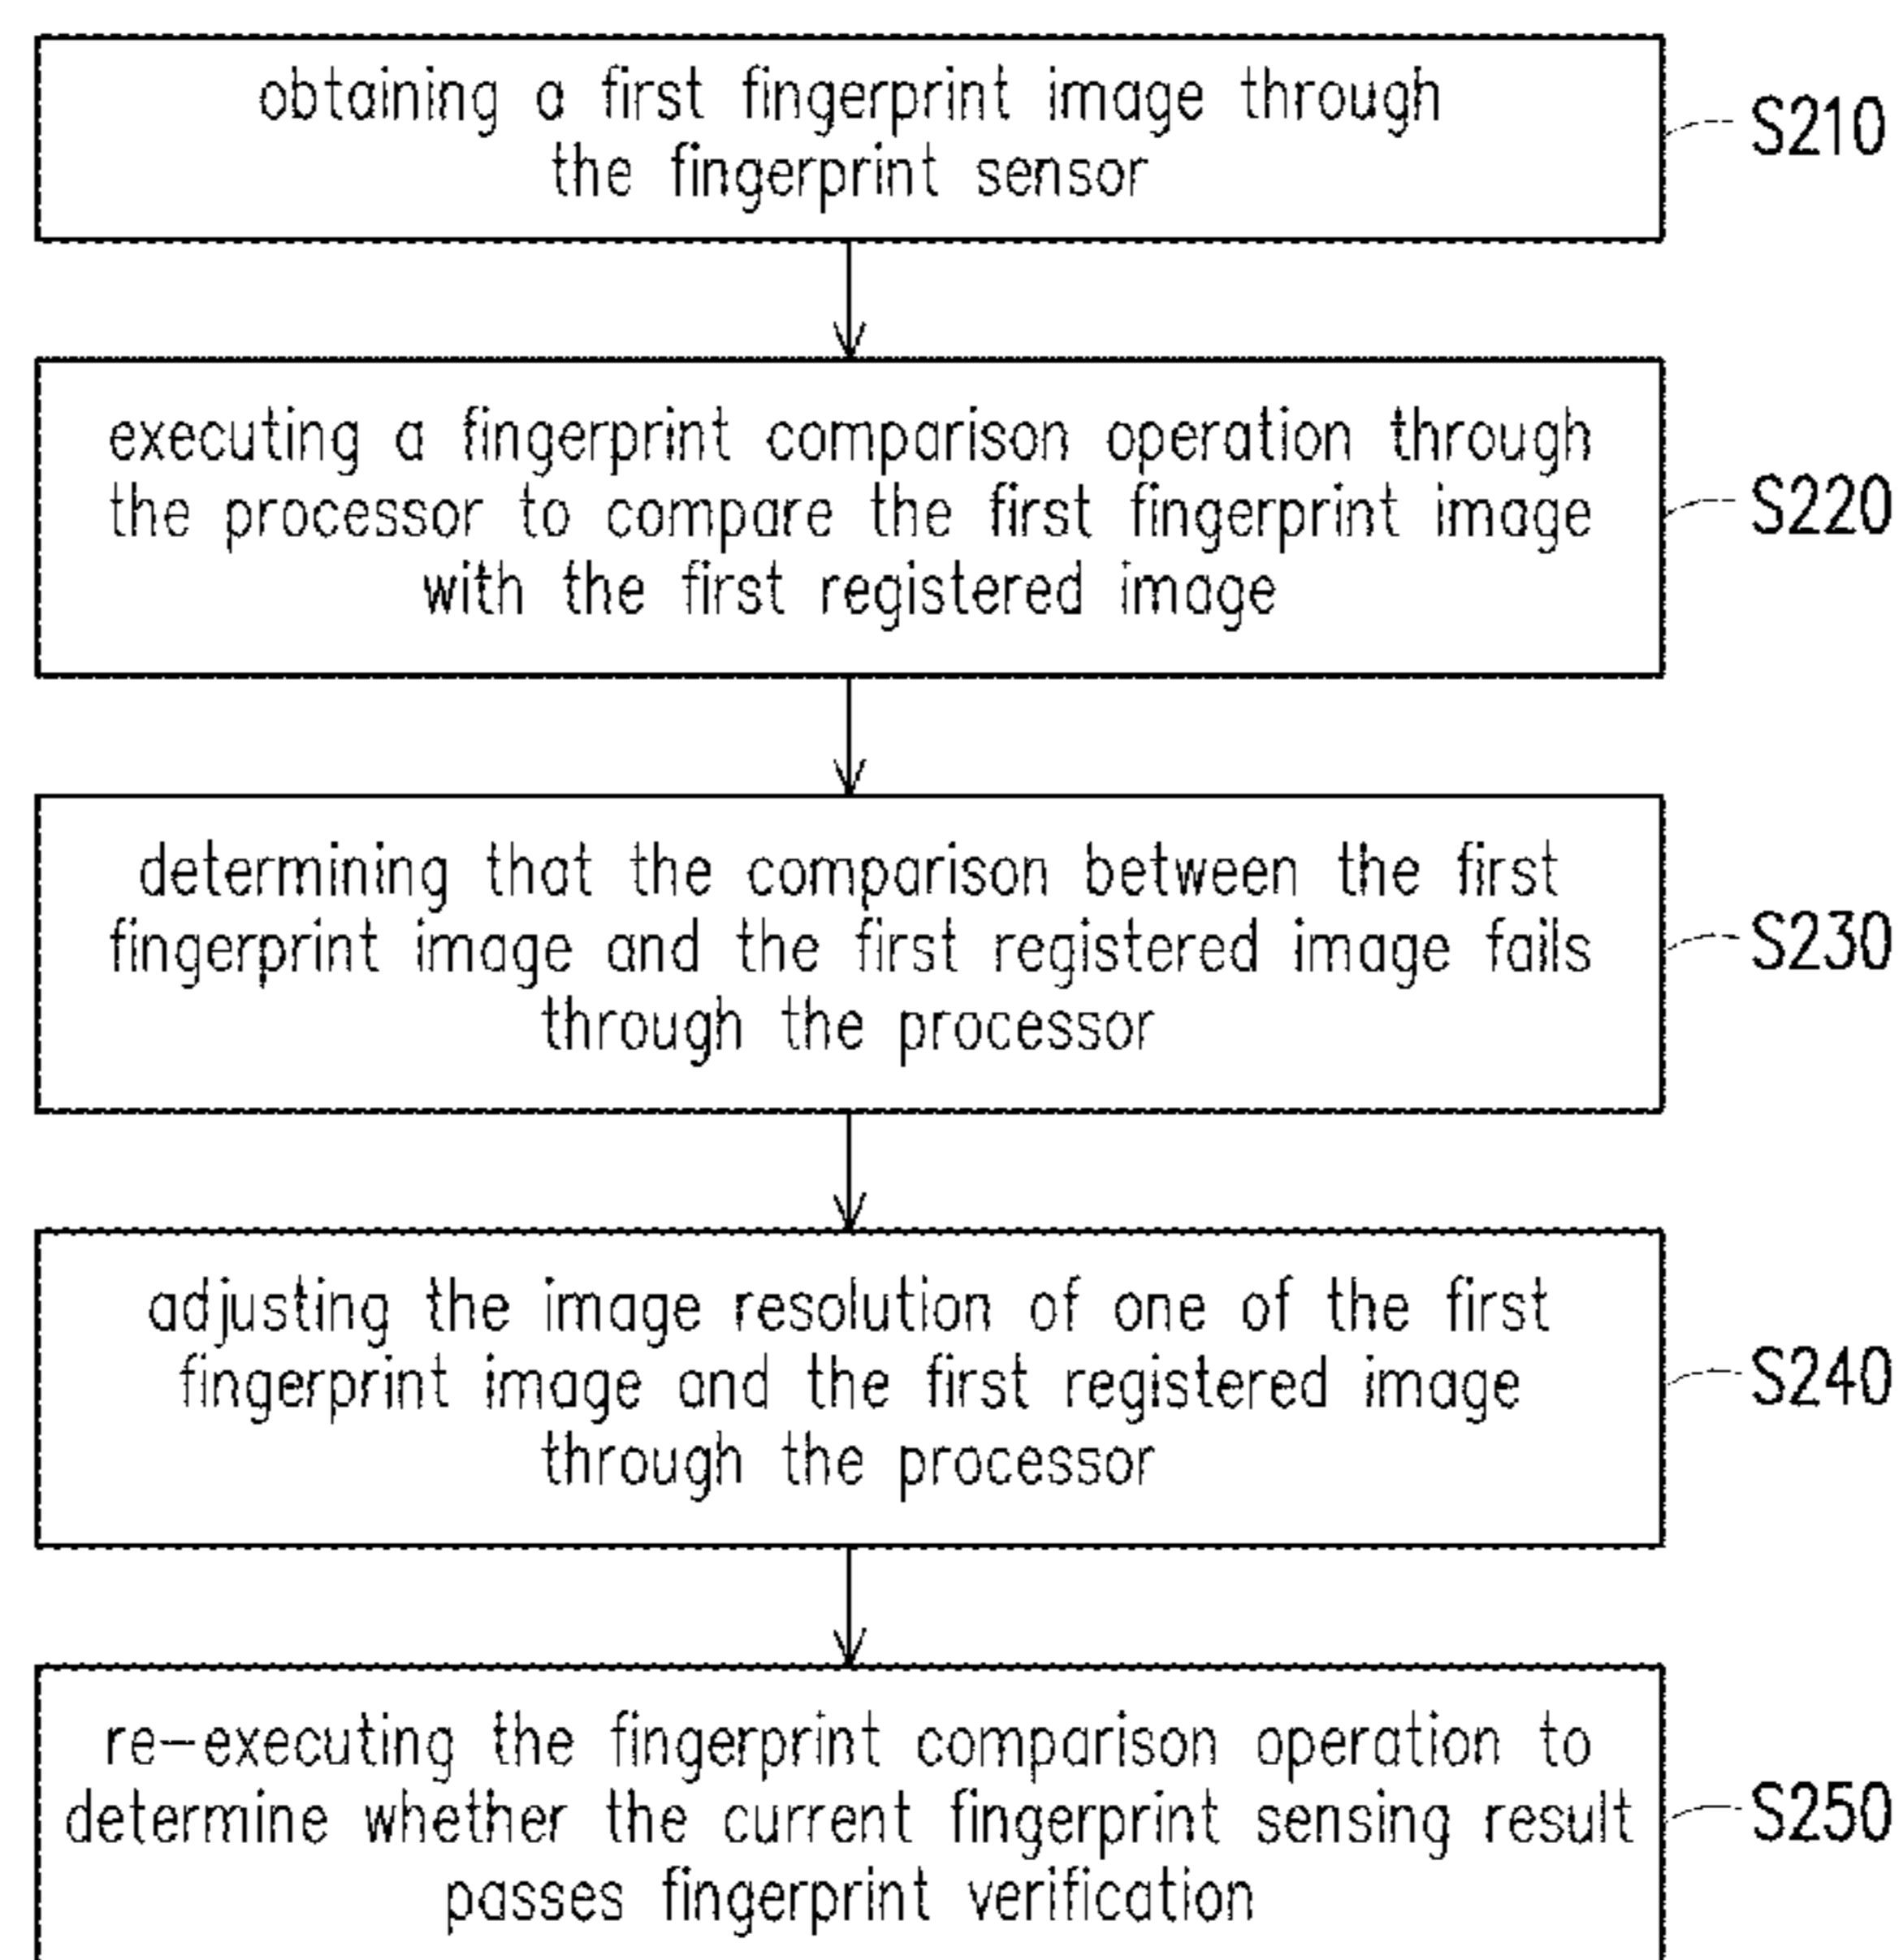 obtaining a first fingerprint image through
the fingerprint sensor
S210
executing a fingerprint comparison operation through
the processor to compare the first fingerprint image
with the first registered image
S220
determining that the comparison between the first
fingerprint image and the first registered image fails
through the processor
S230
adjusting the image resolution of one of the first
fingerprint image and the first registered image
through the processor
S240
re-executing the fingerprint comparison operation to
determine whether the current fingerprint sensing result
passes fingerprint verification
S250